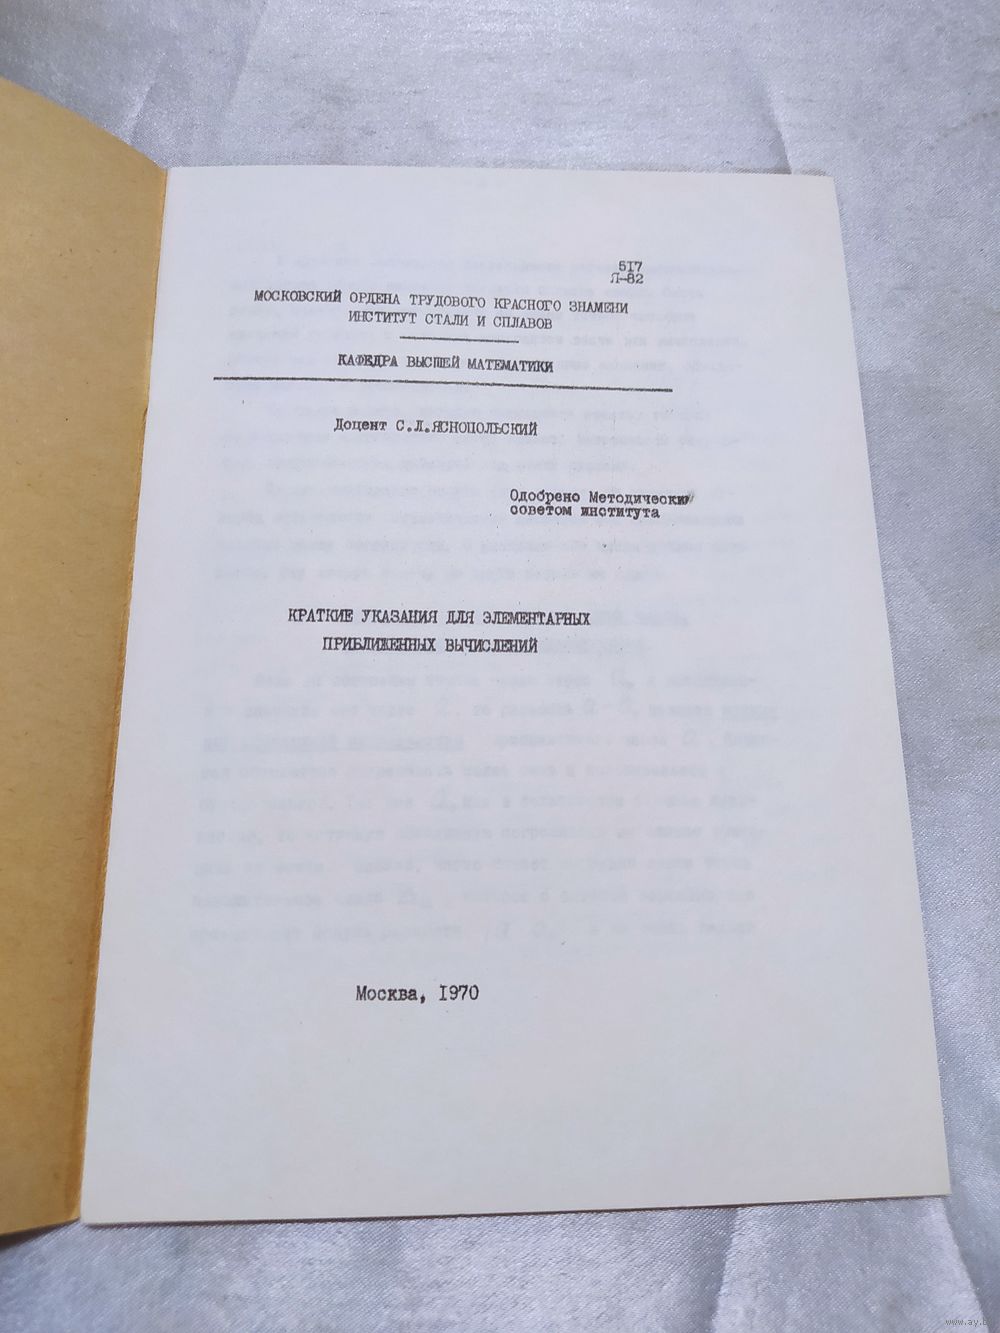 517
Л-82
МОСКОВСКИЙ ОРДЕНА ТРУДОВОГО КРАСНОГО ЗНАМЕНИ
ИНСТИТУТ СТАЛИ И СПЛАВОВ
КАФЕДРА ВЫСШЕЙ МАТЕМАТИКИ
Доцент С.Л.ЯСНОПОЛЬСКИЙ
Одобрено Методическим
советом института
КРАТКИЕ УКАЗАНИЯ ДЛЯ ЭЛЕМЕНТАРНЫХ
ПРИБЛИЖЕННЫХ ВЫЧИСЛЕНИЙ
Москва, 1970